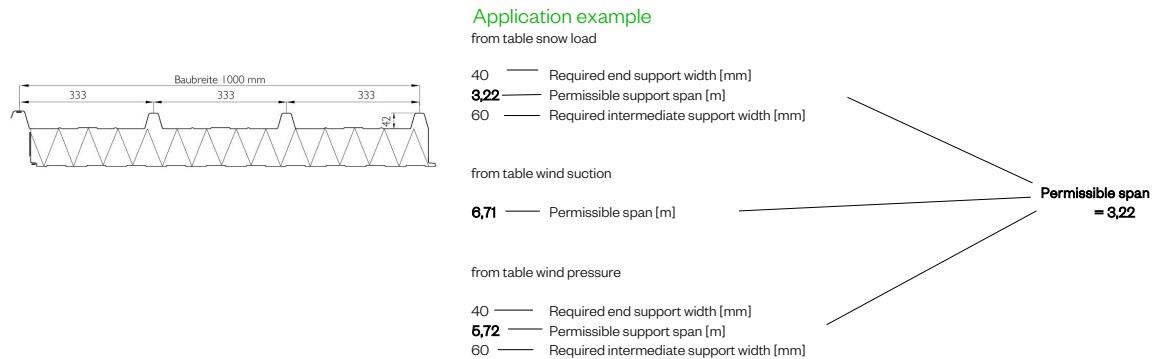 Baubreite 1000 mm
333 333 333
42
Application example
from table snow load
40 Required end support width [mm]
3,22 Permissible support span [m]
60 Required intermediate support width [mm]
from table wind suction
6,71 Permissible span [m]
from table wind pressure
40 Required end support width [mm]
5,72 Permissible support span [m]
60 Required intermediate support width [mm]
Permissible span
= 3,22